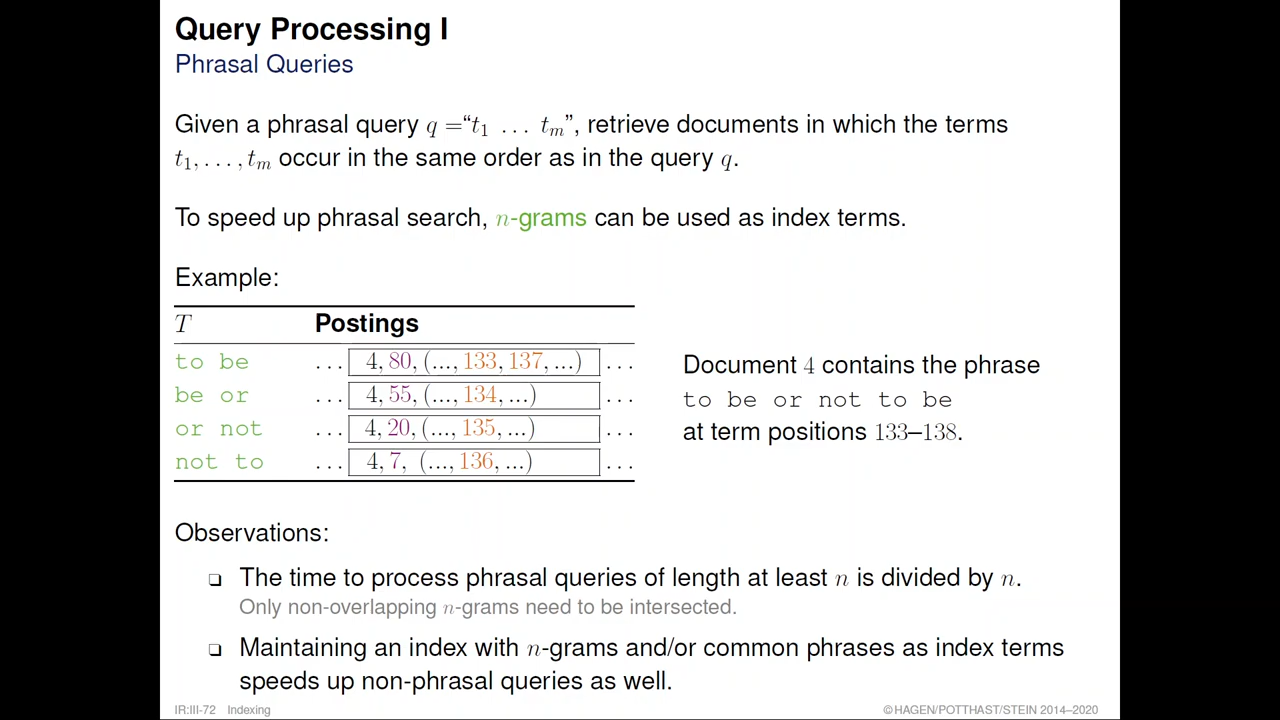 Query Processing I
Phrasal Queries
Given a phrasal query q =“t1 … tm”, retrieve documents in which the terms
t1, …, tm occur in the same order as in the query q.
To speed up phrasal search, n-grams can be used as index terms.
Example:
T Postings
to be … 4, 80, (..., 133, 137, ...) …
be or … 4, 55, (..., 134, ...) …
or not … 4, 20, (..., 135, ...) …
not to … 4, 7, (..., 136, ...) …
Document 4 contains the phrase
to be or not to be
at term positions 133–138.
Observations:
❑ The time to process phrasal queries of length at least n is divided by n.
Only non-overlapping n-grams need to be intersected.
❑ Maintaining an index with n-grams and/or common phrases as index terms
speeds up non-phrasal queries as well.
IR:III-72 Indexing ©HAGEN/POTTHAST/STEIN 2014–2020